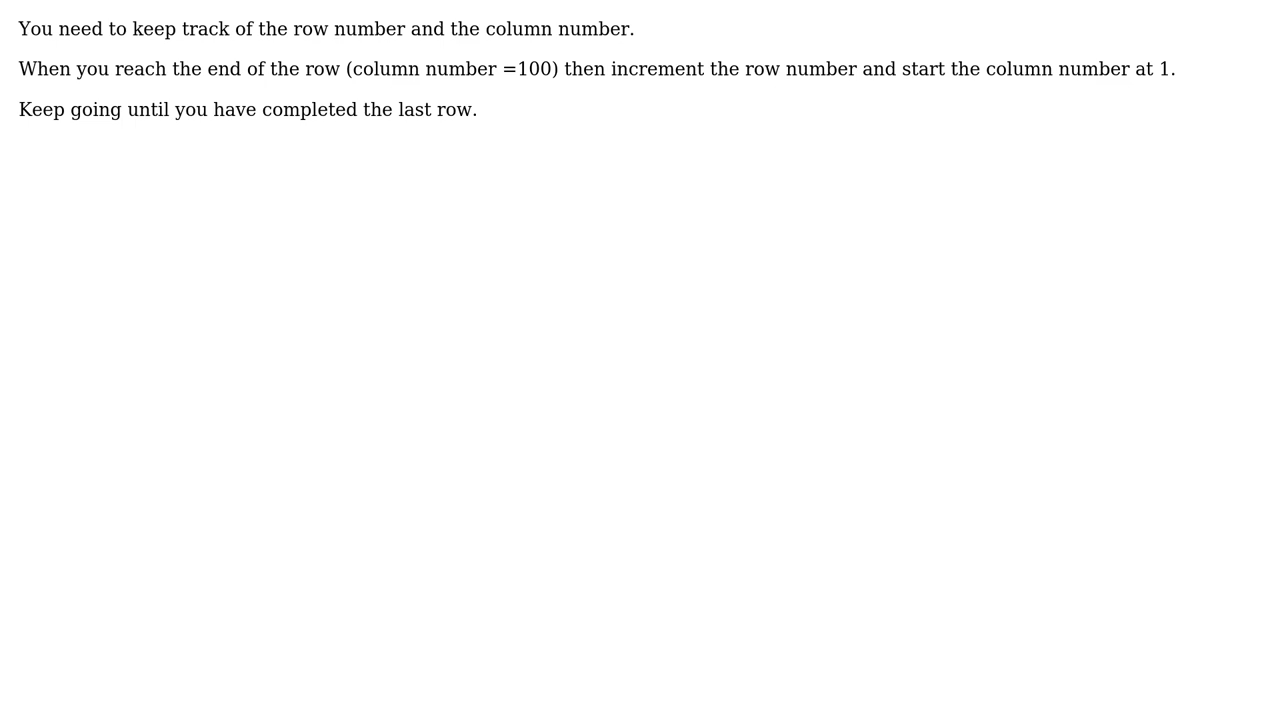 You need to keep track of the row number and the column number.
When you reach the end of the row (column number =100) then increment the row number and start the column number at 1.
Keep going until you have completed the last row.